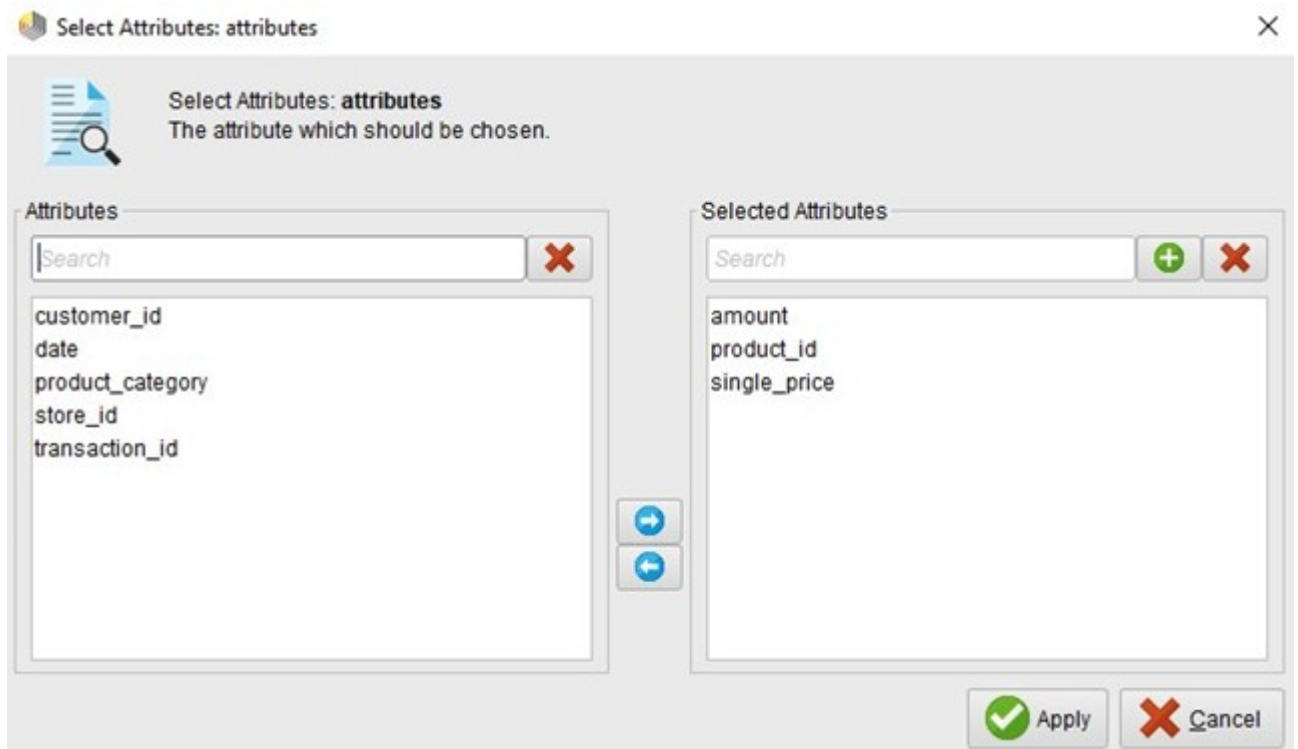 Select Attributes: attributes
Select Attributes: attributes
The attribute which should be chosen.
Attributes
Search
customer_id
date
product_category
store_id
transaction_id
Selected Attributes
Search
amount
product_id
single_price
Apply
Cancel